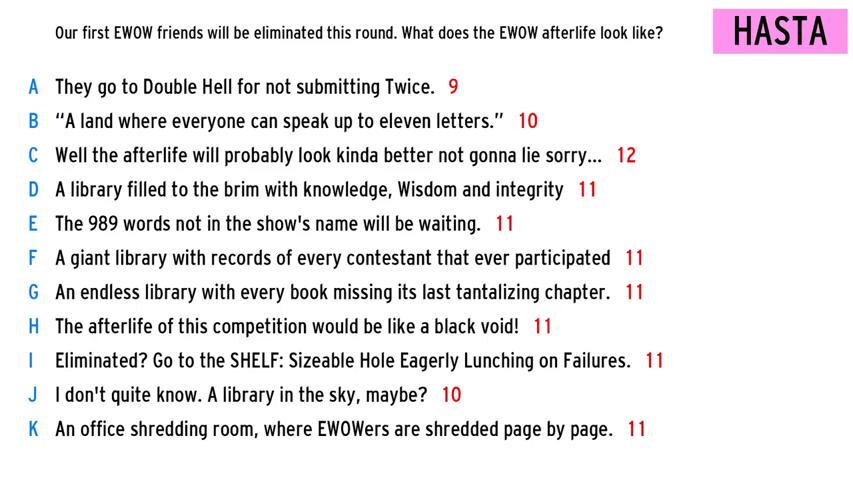 Our first EWOW friends will be eliminated this round. What does the EWOW afterlife look like?
HASTA
A They go to Double Hell for not submitting Twice. 9
B “A land where everyone can speak up to eleven letters.” 10
C Well the afterlife will probably look kinda better not gonna lie sorry... 12
D A library filled to the brim with knowledge, Wisdom and integrity 11
E The 989 words not in the show's name will be waiting. 11
F A giant library with records of every contestant that ever participated 11
G An endless library with every book missing its last tantalizing chapter. 11
H The afterlife of this competition would be like a black void! 11
I Eliminated? Go to the SHELF: Sizeable Hole Eagerly Lunching on Failures. 11
J I don't quite know. A library in the sky, maybe? 10
K An office shredding room, where EWOWers are shredded page by page. 11